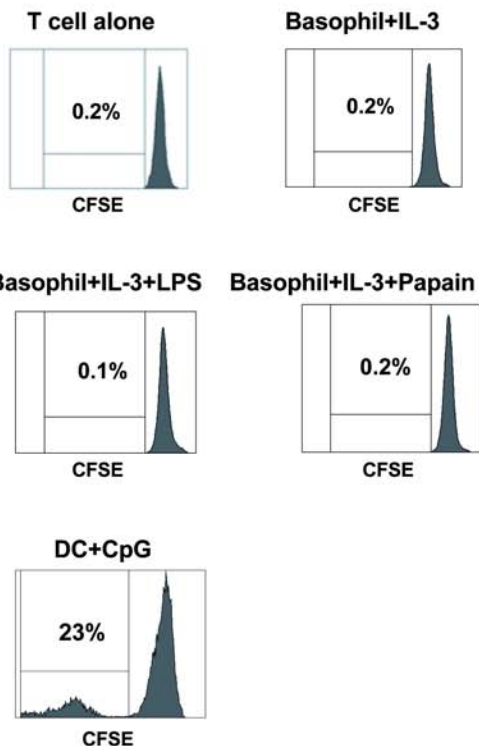 T cell alone
Basophil+IL-3
0.2%
0.2%
CFSE
CFSE
Basophil+IL-3+LPS
Basophil+IL-3+Papain
0.1%
0.2%
CFSE
CFSE
DC+CpG
23%
CFSE